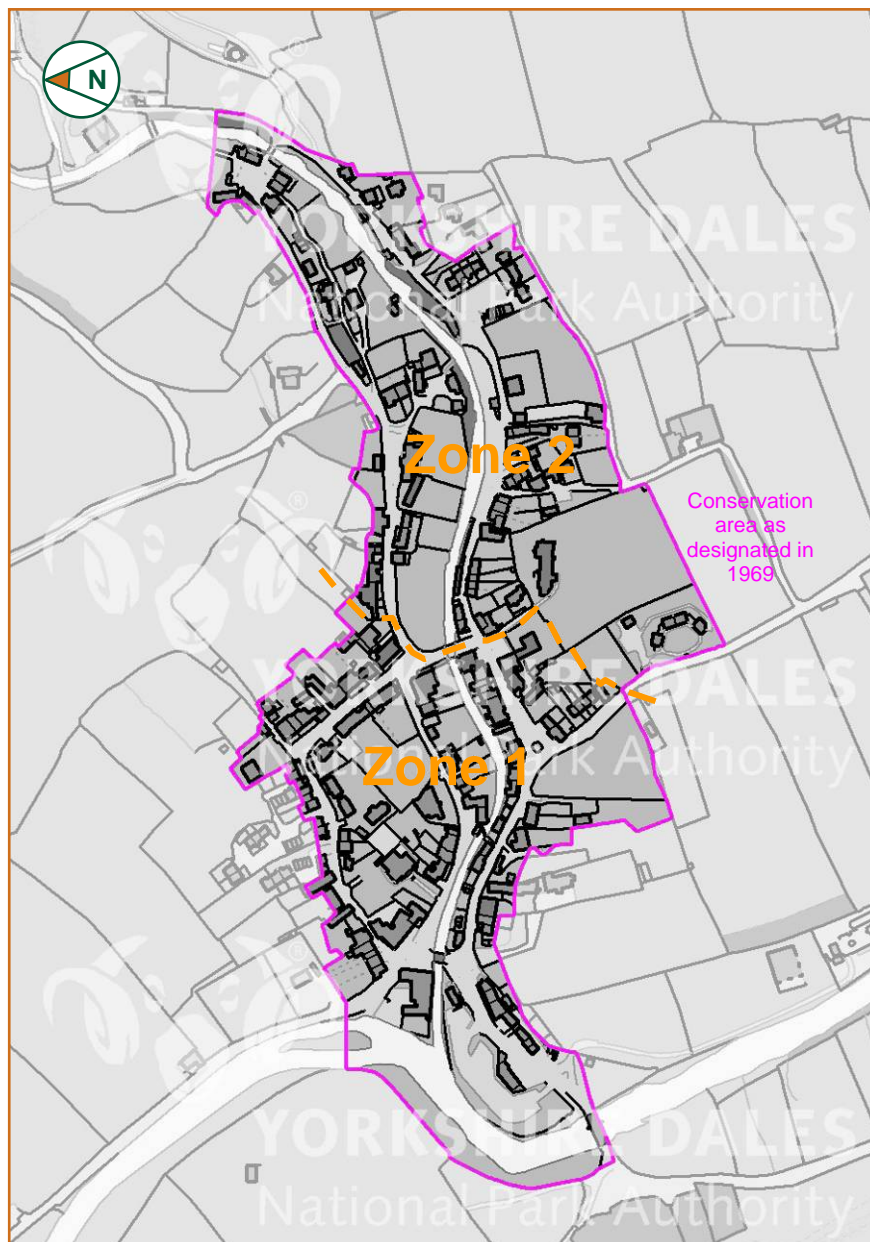 N
®
YORKSHIRE DALES
National Park Authority
Zone 2
Conservation
area as
designated in
1969
®
YORKSHIRE DALES
National Park Authority
Zone 1
YORKSHIRE DALES
National Park Authority